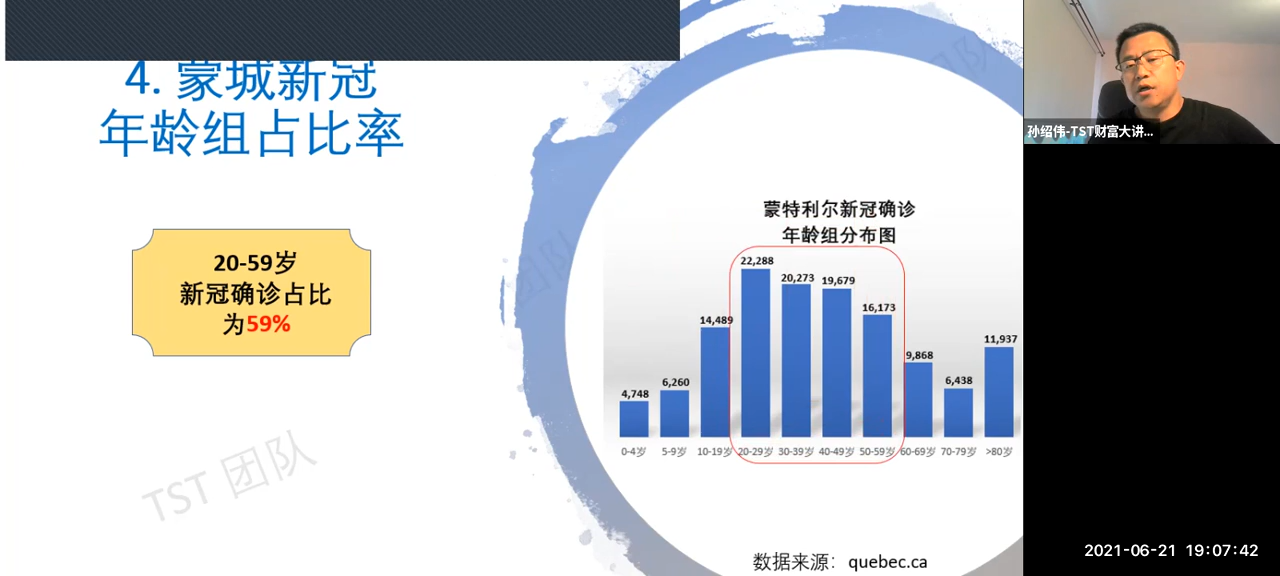 4. 蒙城新冠
年龄组占比率
20-59岁
新冠确诊占比
为59%
蒙特利尔新冠确诊
年龄组分布图
4,748 6,260 14,489 22,288 20,273 19,679 16,173 9,868 6,438 11,937
0-4岁 5-9岁 10-19岁 20-29岁 30-39岁 40-49岁 50-59岁 60-69岁 70-79岁 >80岁
数据来源：quebec.ca
TST 团队
团队
团队
孙绍伟-TST财富大讲...
2021-06-21 19:07:42